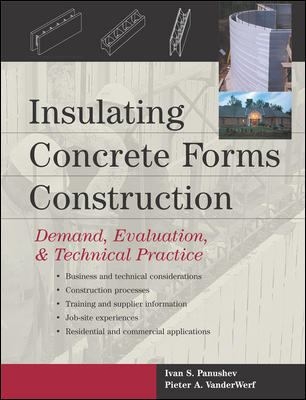 Insulating
Concrete Forms
Construction
Demand, Evaluation,
& Technical Practice
• Business and technical considerations
• Construction processes
• Training and supplier information
• Job-site experiences
• Residential and commercial applications
Ivan S. Panushev
Pieter A. VanderWerf